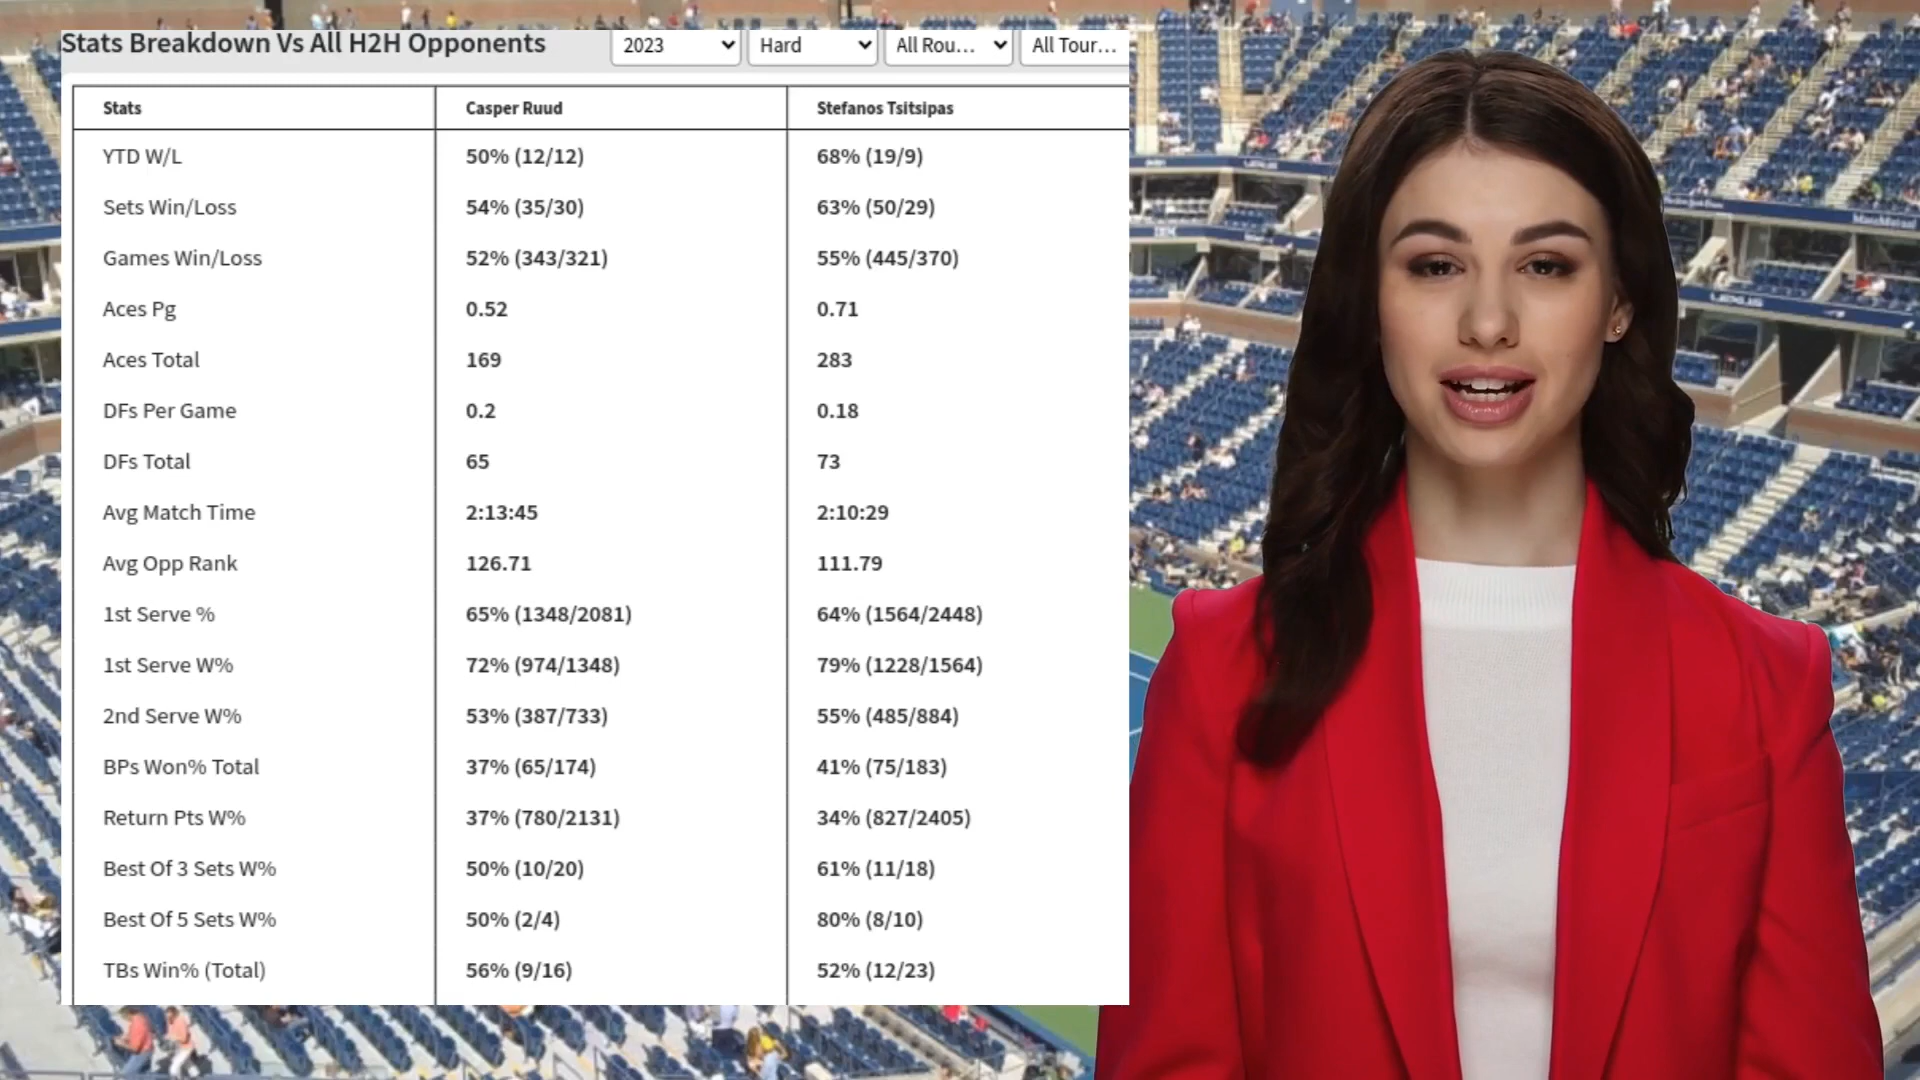 Stats Breakdown Vs All H2H Opponents 2023 Hard All Rou... All Tour...
Stats Casper Ruud Stefanos Tsitsipas
YTD W/L 50% (12/12) 68% (19/9)
Sets Win/Loss 54% (35/30) 63% (50/29)
Games Win/Loss 52% (343/321) 55% (445/370)
Aces Pg 0.52 0.71
Aces Total 169 283
DFs Per Game 0.2 0.18
DFs Total 65 73
Avg Match Time 2:13:45 2:10:29
Avg Opp Rank 126.71 111.79
1st Serve % 65% (1348/2081) 64% (1564/2448)
1st Serve W% 72% (974/1348) 79% (1228/1564)
2nd Serve W% 53% (387/733) 55% (485/884)
BPs Won% Total 37% (65/174) 41% (75/183)
Return Pts W% 37% (780/2131) 34% (827/2405)
Best Of 3 Sets W% 50% (10/20) 61% (11/18)
Best Of 5 Sets W% 50% (2/4) 80% (8/10)
TBs Win% (Total) 56% (9/16) 52% (12/23)
LEXUS